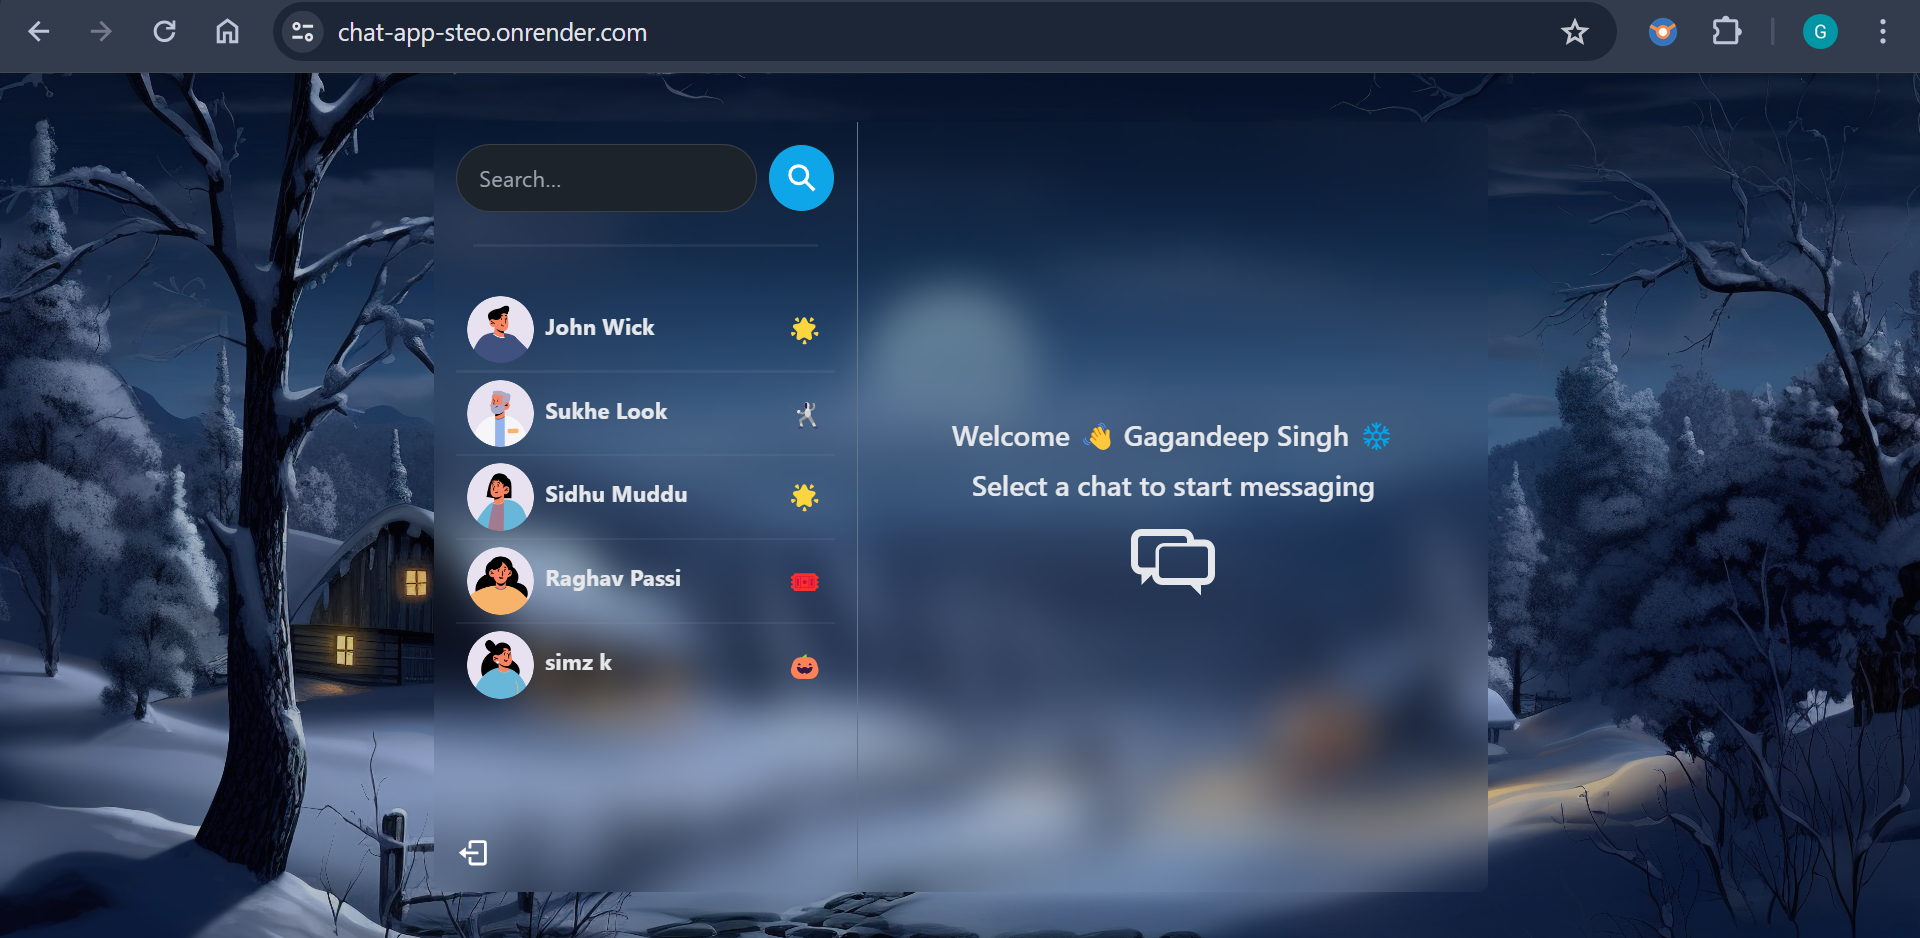 chat-app-steo.onrender.com
G
Search...
John Wick
Sukhe Look
Sidhu Muddu
Raghav Passi
simz k
Welcome 👋 Gagandeep Singh ❄
Select a chat to start messaging